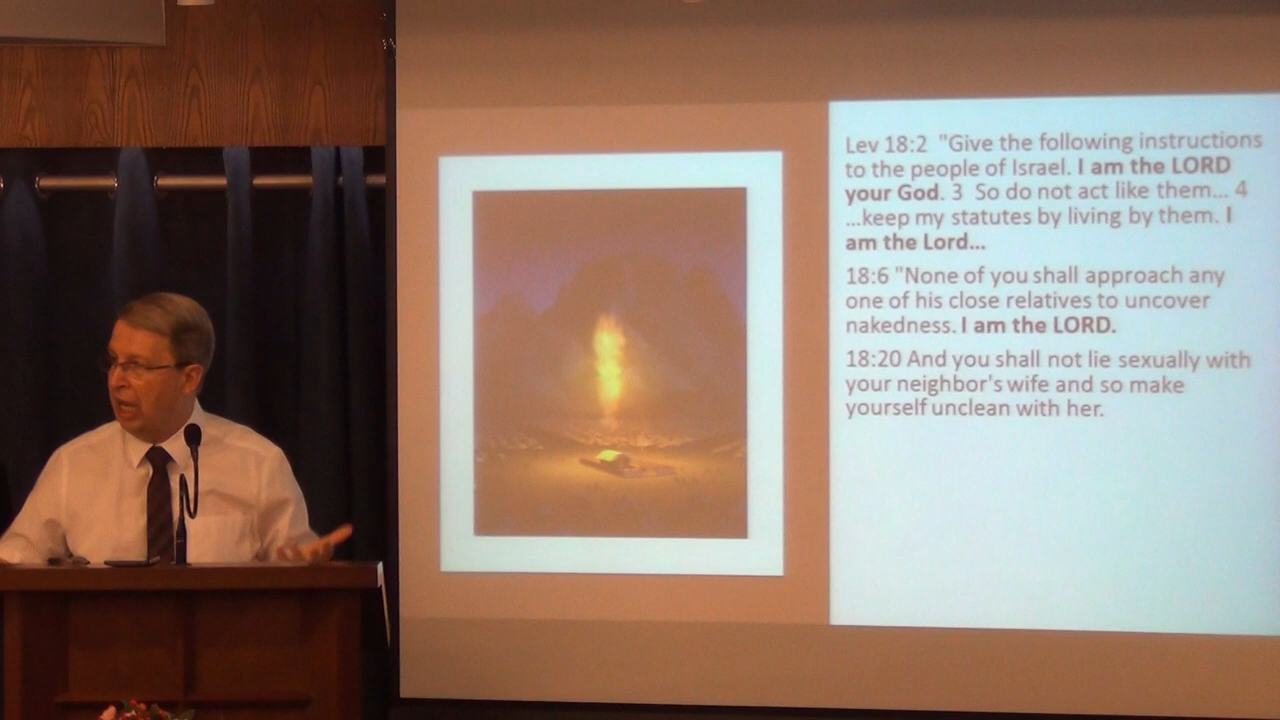 Lev 18:2  "Give the following instructions
to the people of Israel. I am the LORD
your God. 3  So do not act like them... 4
...keep my statutes by living by them. I
am the Lord...
18:6 "None of you shall approach any
one of his close relatives to uncover
nakedness. I am the LORD.
18:20 And you shall not lie sexually with
your neighbor's wife and so make
yourself unclean with her.